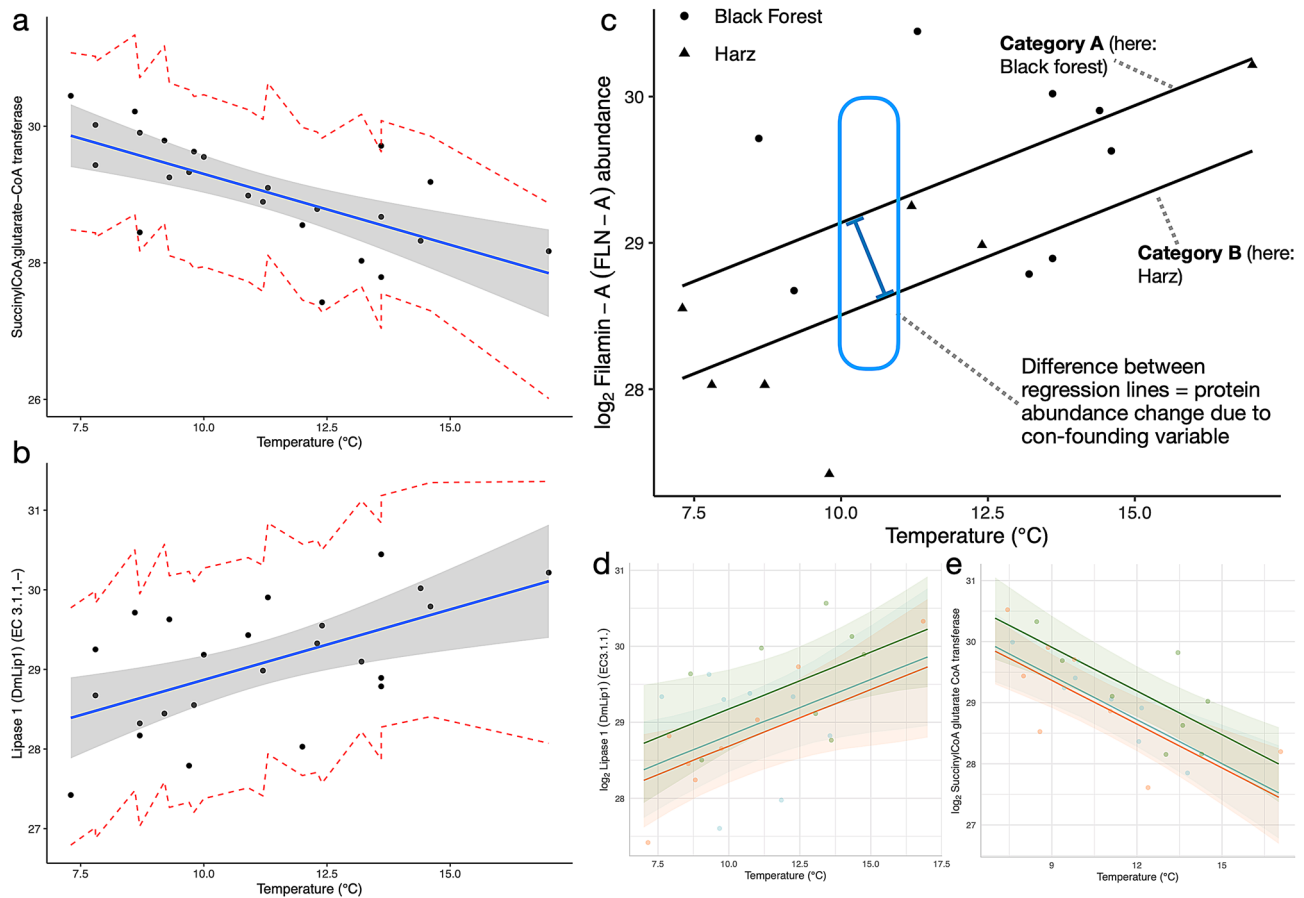 a
SuccinylCoA:glutarate−CoA transferase
30
28
26
7.5
10.0
12.5
15.0
Temperature (°C)
b
Lipase 1 (DmLip1) (EC 3.1.1.−)
31
30
29
28
27
7.5
10.0
12.5
15.0
Temperature (°C)
c
Black Forest
Harz
log2 Filamin − A (FLN − A) abundance
30
29
28
Category A (here:
Black forest)
Category B (here:
Harz)
Difference between
regression lines = protein
abundance change due to
con-founding variable
7.5
10.0
12.5
15.0
Temperature (°C)
d
log2 Lipase 1 (DmLip1) (EC3.1.1.)
31
30
29
28
7.5
10.0
12.5
15.0
17.5
Temperature (°C)
e
log2 SuccinylCoA glutarate CoA transferase
31
30
29
28
27
9
12
15
Temperature (°C)